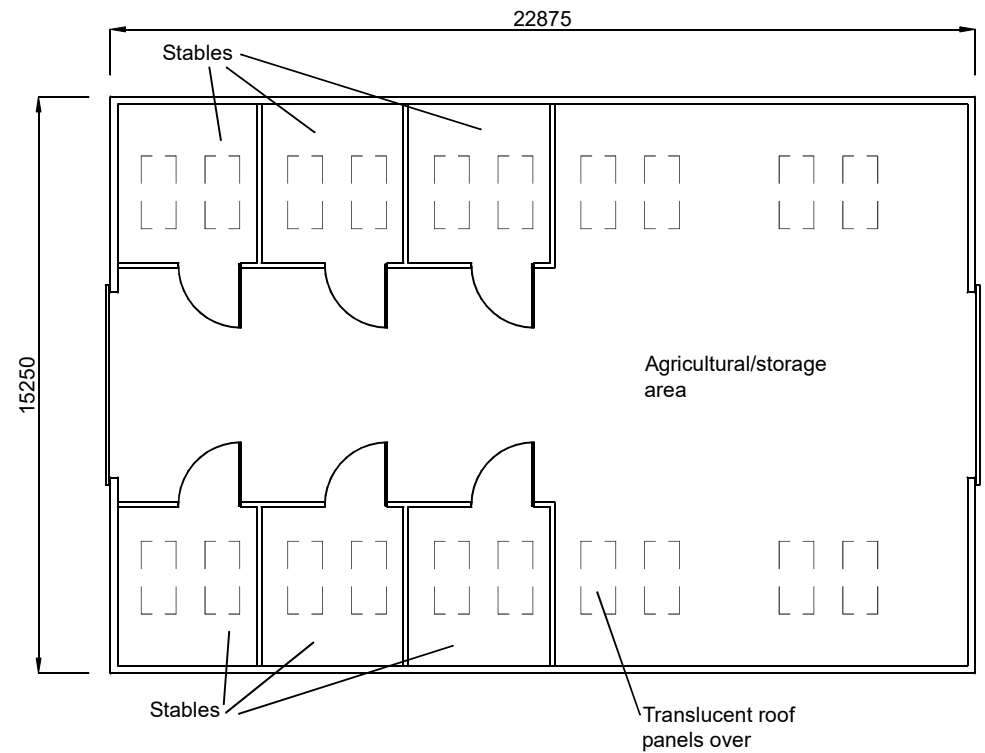 22875
Stables
15250
Agricultural/storage
area
Stables
Translucent roof
panels over